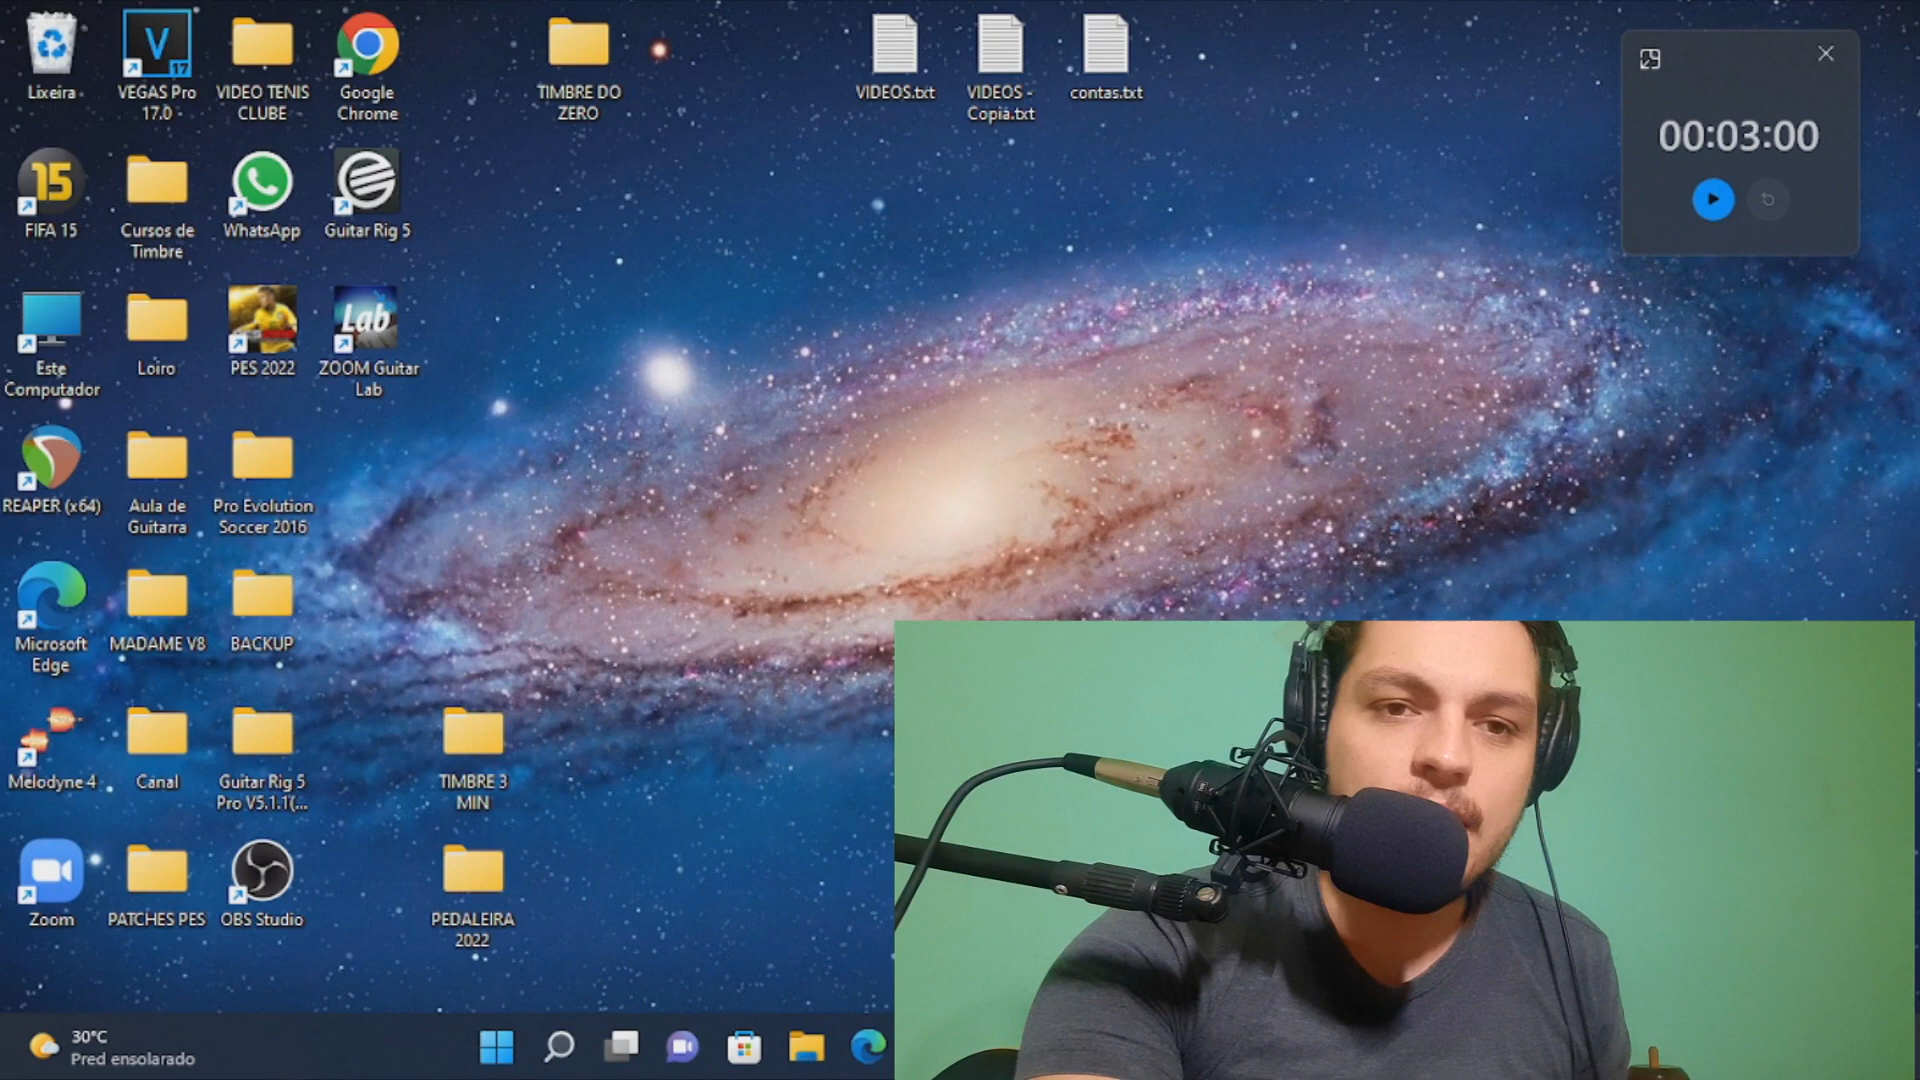 Lixeira
VEGAS Pro
17.0
VIDEO TENIS
CLUBE
Google
Chrome
TIMBRE DO
ZERO
VIDEOS.txt
VIDEOS -
Copia.txt
contas.txt
00:03:00
V
17
15
FIFA 15
Cursos de
Timbre
WhatsApp
Guitar Rig 5
Este
Computador
Loiro
PES 2022
Lab
ZOOM Guitar
Lab
REAPER (x64)
Aula de
Guitarra
Pro Evolution
Soccer 2016
Microsoft
Edge
MADAME V8
BACKUP
Melodyne 4
Canal
Guitar Rig 5
Pro V5.1.1(...
TIMBRE 3
MIN
Zoom
PATCHES PES
OBS Studio
PEDALEIRA
2022
30°C
Pred ensolarado